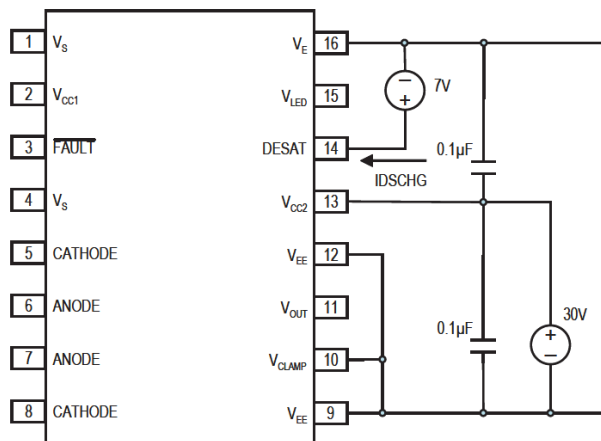 1 VS
2 VCC1
3 FAULT
4 VS
5 CATHODE
6 ANODE
7 ANODE
8 CATHODE
VE 16
VLED 15
DESAT 14
VCC2 13
VEE 12
VOUT 11
VCLAMP 10
VEE 9
−
+
7V
IDSCHG
0.1µF
0.1µF
+
−
30V